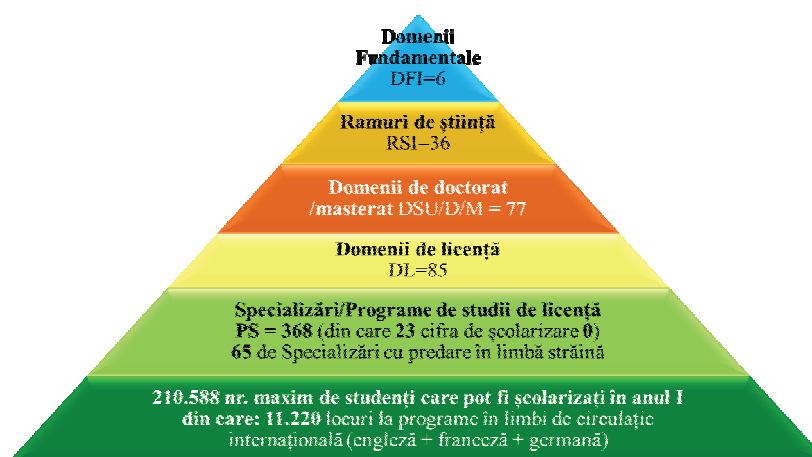 Domenii
Fundamentale
DFI=6
Ramuri de știință
RSI=36
Domenii de doctorat
/masterat DSU/D/M = 77
Domenii de licență
DL=85
Specializări/Programe de studii de licență
PS = 368 (din care 23 cifra de școlarizare 0)
65 de Specializări cu predare în limbă străină
210.588 nr. maxim de studenți care pot fi școlarizați în anul I
din care: 11.220 locuri la programe în limbi de circulație
internațională (engleză + franceză + germană)